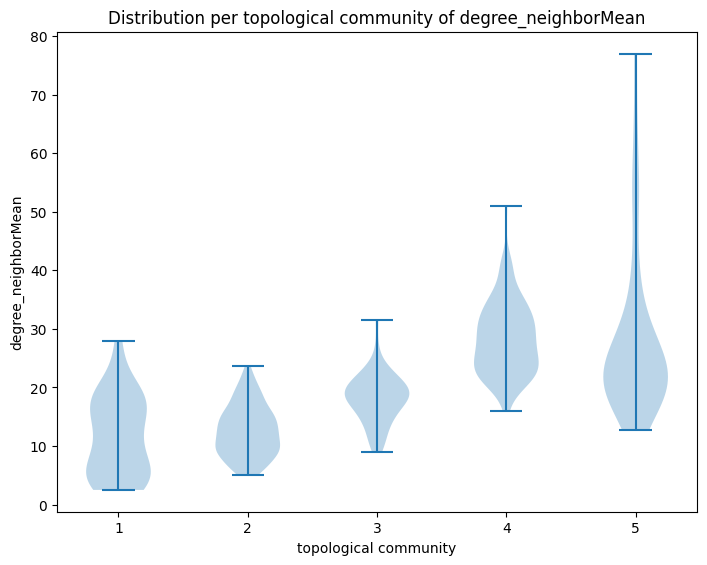 Distribution per topological community of degree_neighborMean
80
70
60
50
40
30
20
10
0
degree_neighborMean
1 2 3 4 5
topological community